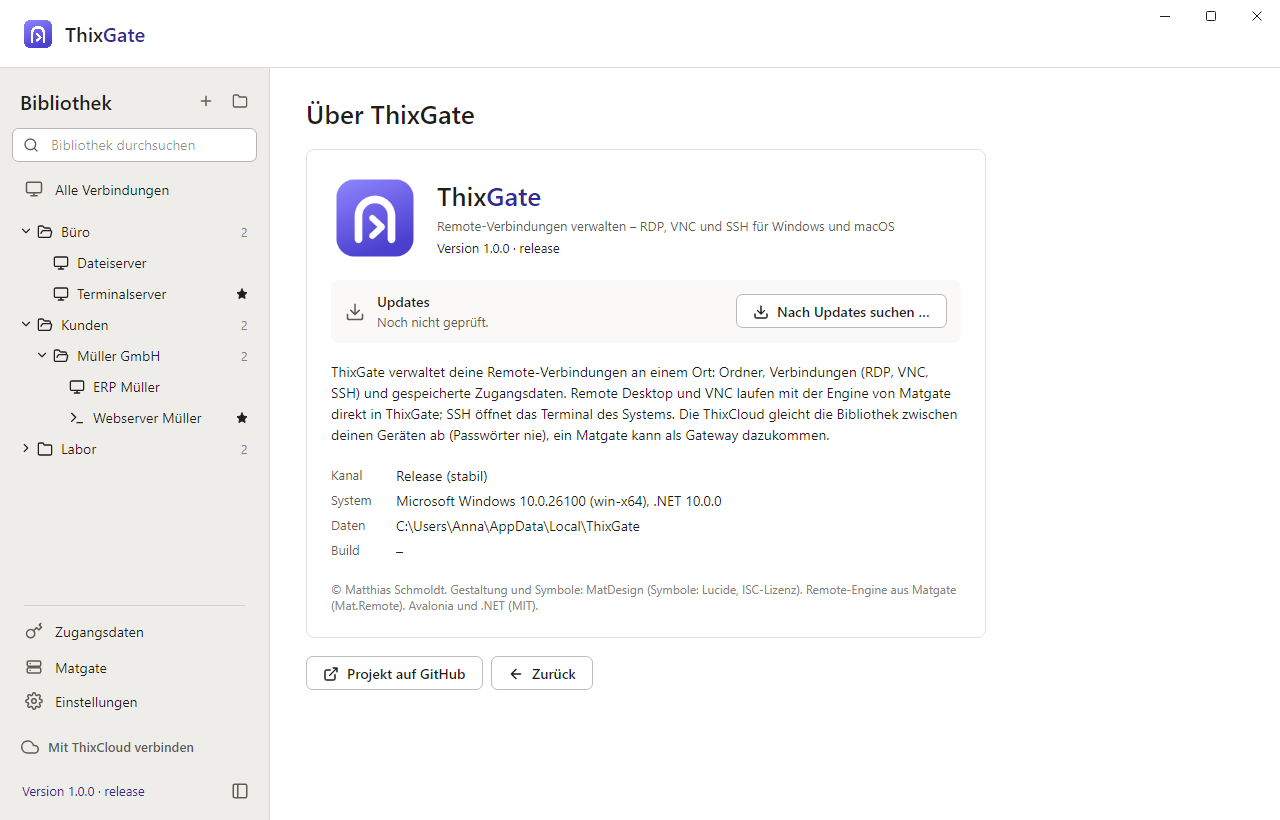 ThixGate
Bibliothek
Bibliothek durchsuchen
Alle Verbindungen
Büro 2
Dateiserver
Terminalserver
Kunden 2
Müller GmbH 2
ERP Müller
Webserver Müller
Labor 2
Zugangsdaten
Matgate
Einstellungen
Mit ThixCloud verbinden
Version 1.0.0 · release
Über ThixGate
ThixGate
Remote-Verbindungen verwalten – RDP, VNC und SSH für Windows und macOS
Version 1.0.0 · release
Updates
Noch nicht geprüft.
Nach Updates suchen ...
ThixGate verwaltet deine Remote-Verbindungen an einem Ort: Ordner, Verbindungen (RDP, VNC,
SSH) und gespeicherte Zugangsdaten. Remote Desktop und VNC laufen mit der Engine von Matgate
direkt in ThixGate; SSH öffnet das Terminal des Systems. Die ThixCloud gleicht die Bibliothek zwischen
deinen Geräten ab (Passwörter nie), ein Matgate kann als Gateway dazukommen.
Kanal Release (stabil)
System Microsoft Windows 10.0.26100 (win-x64), .NET 10.0.0
Daten C:\Users\Anna\AppData\Local\ThixGate
Build –
© Matthias Schmoldt. Gestaltung und Symbole: MatDesign (Symbole: Lucide, ISC-Lizenz). Remote-Engine aus Matgate
(Mat.Remote). Avalonia und .NET (MIT).
Projekt auf GitHub
Zurück